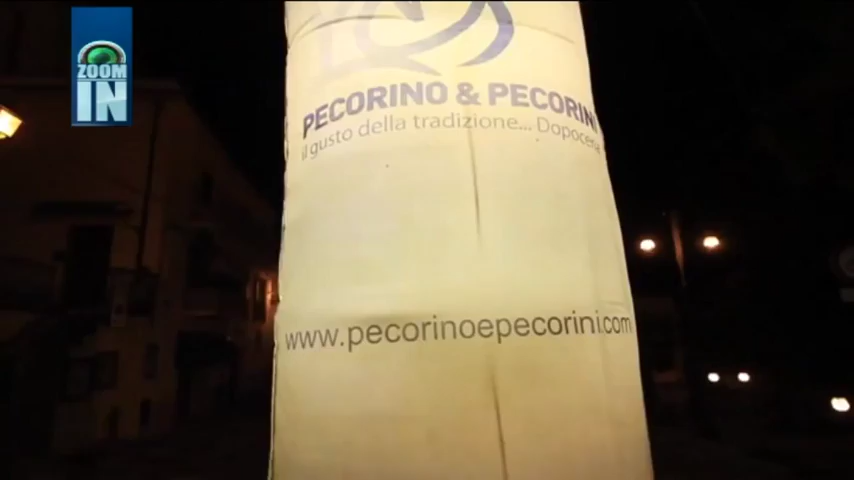 ZOOM
IN
PECORINO & PECORINI
il gusto della tradizione... Dopocena
www.pecorinoepecorini.com